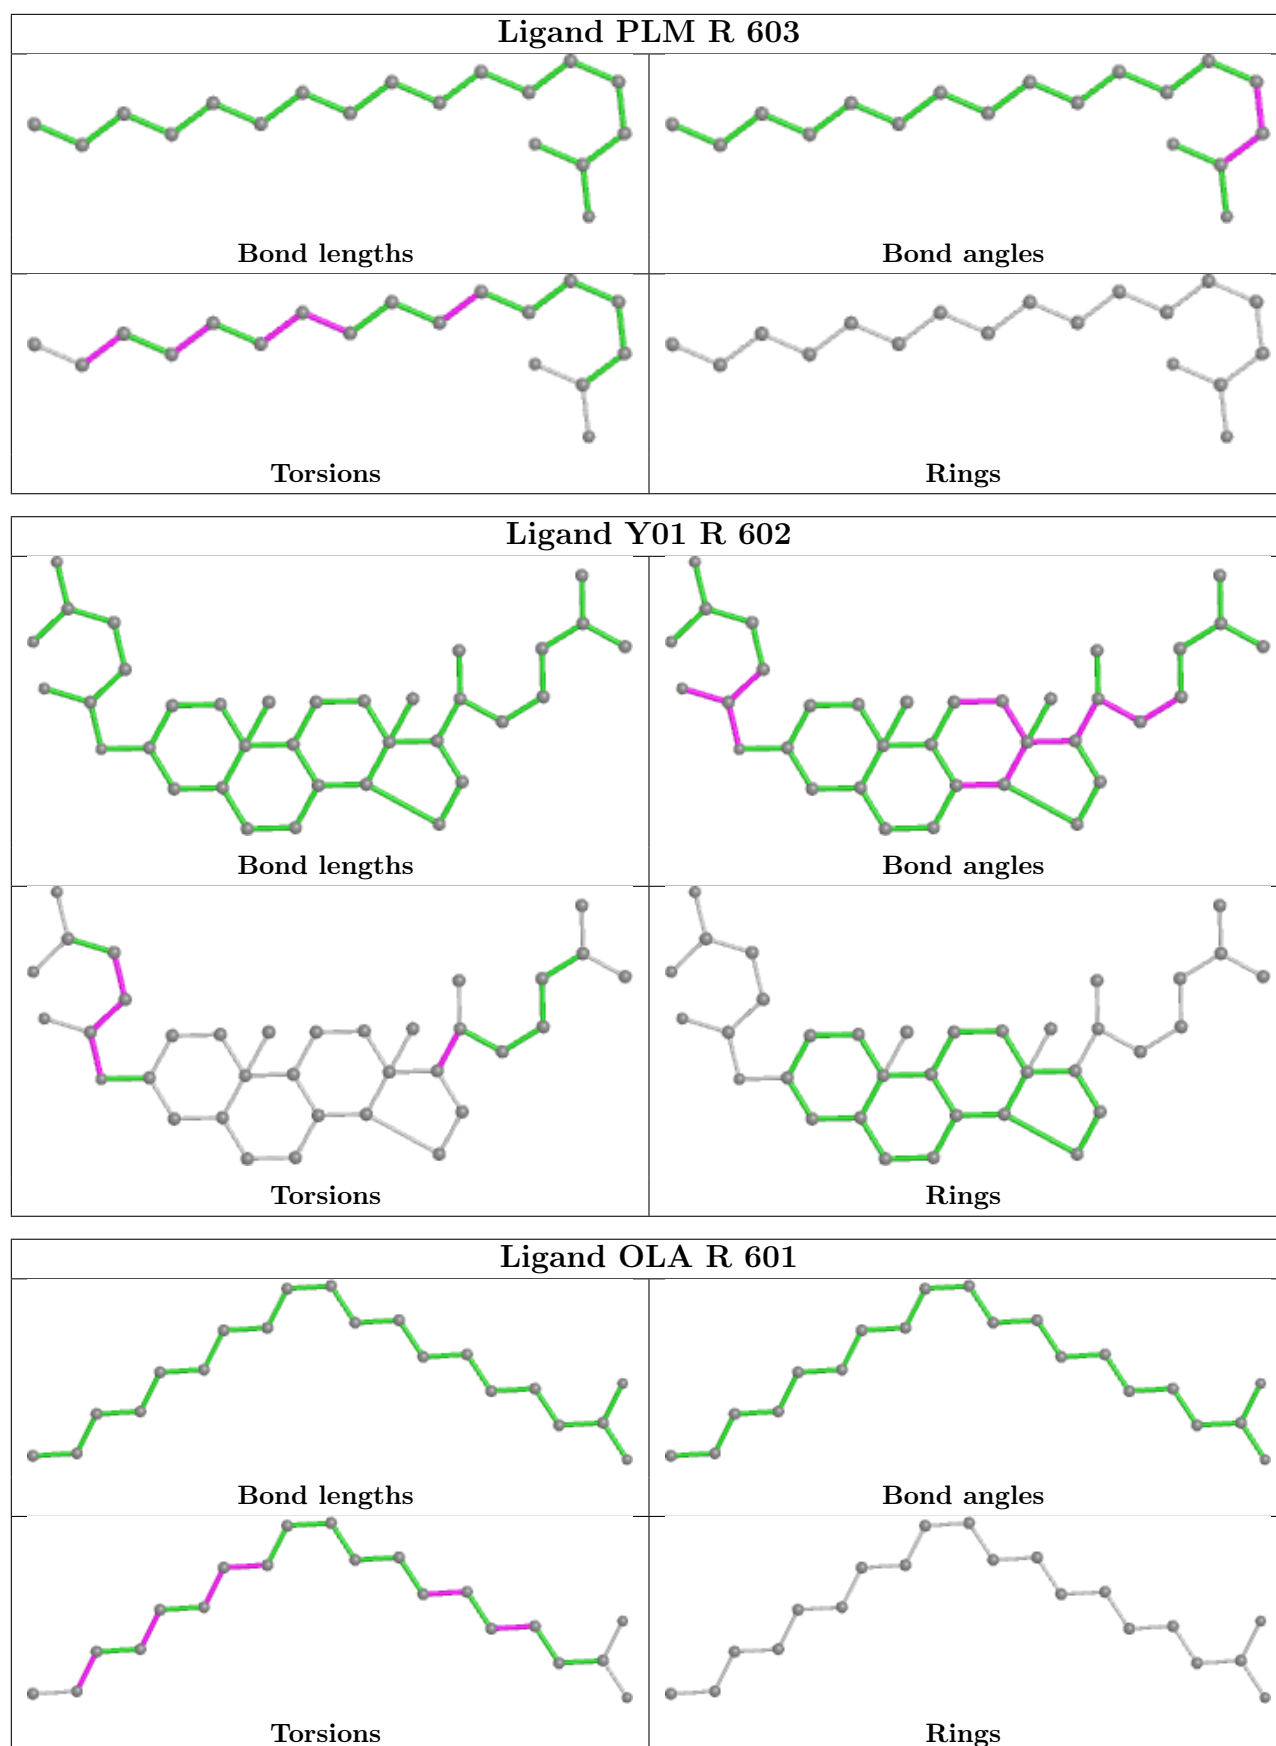 Ligand PLM R 603
Bond lengths
Bond angles
Torsions
Rings
Ligand Y01 R 602
Bond lengths
Bond angles
Torsions
Rings
Ligand OLA R 601
Bond lengths
Bond angles
Torsions
Rings